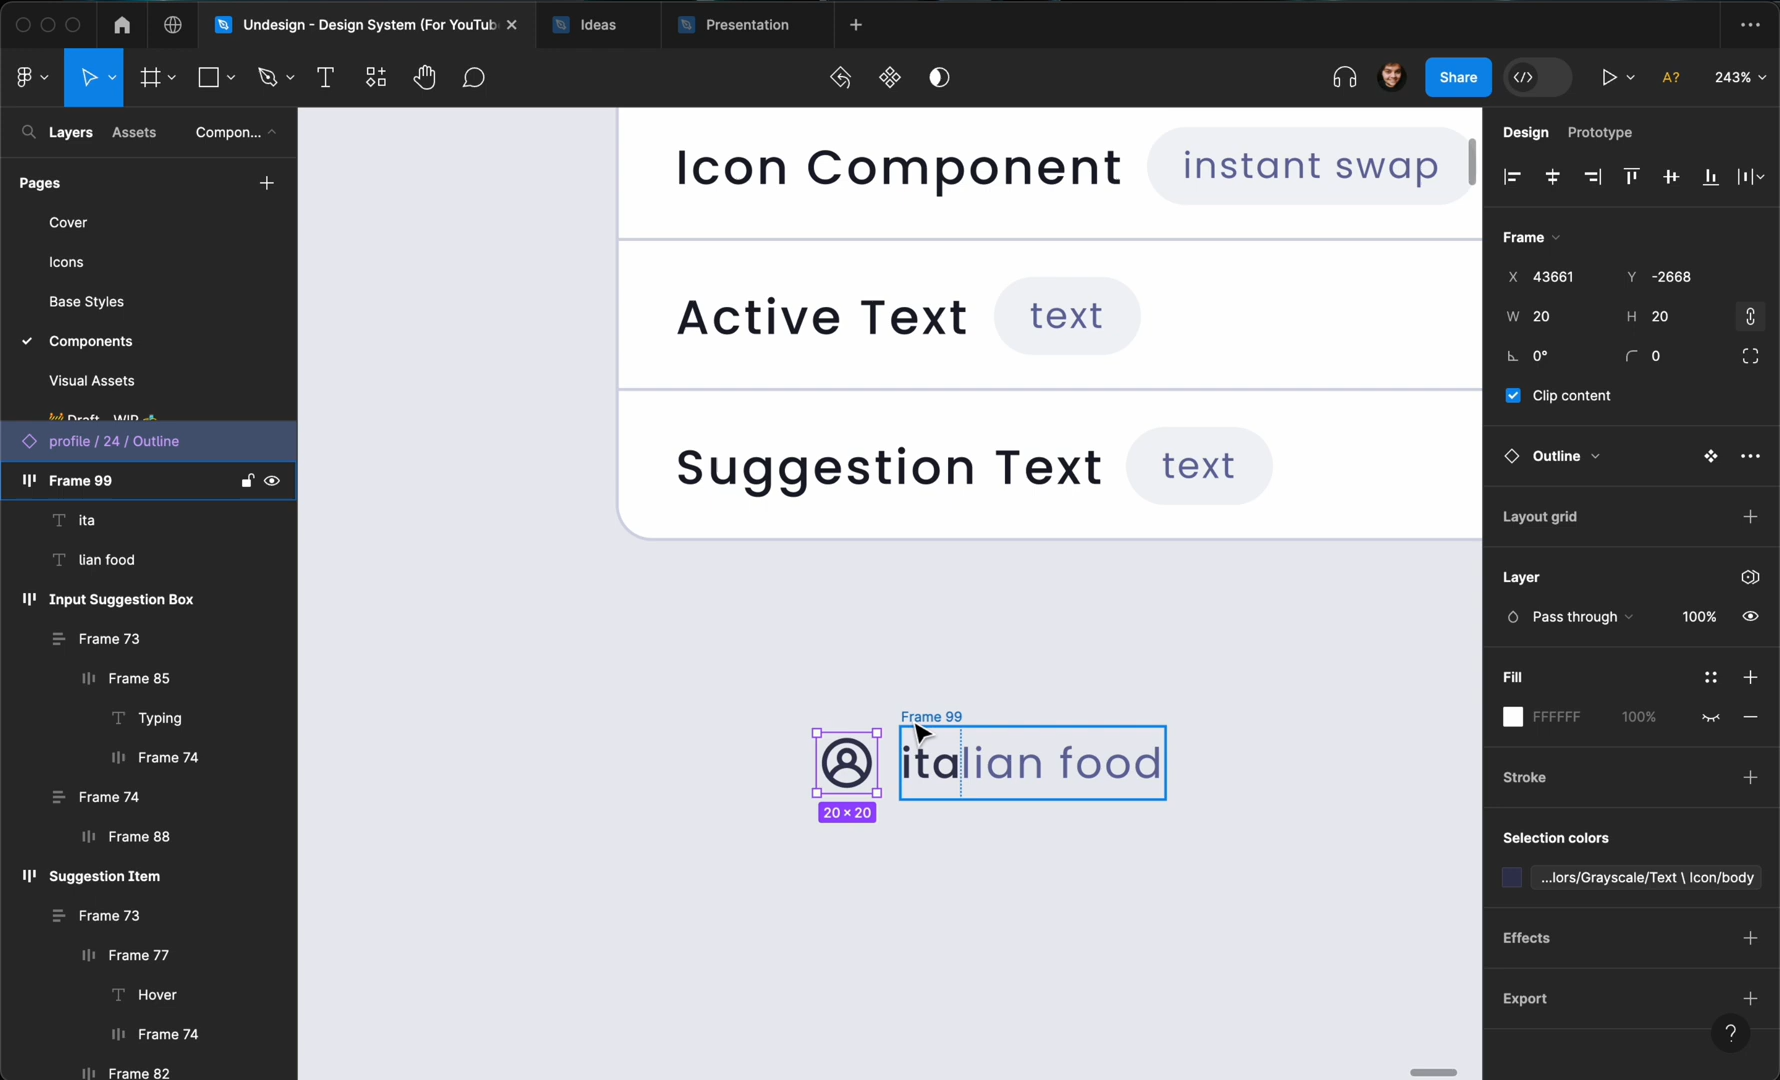 Undesign - Design System (For YouTub
Ideas
Presentation
Share
A?
243%
Layers
Assets
Compon...
Pages
Cover
Icons
Base Styles
Components
Visual Assets
Draft - WIP
profile / 24 / Outline
Frame 99
ita
lian food
Input Suggestion Box
Frame 73
Frame 85
Typing
Frame 74
Frame 74
Frame 88
Suggestion Item
Frame 73
Frame 77
Hover
Frame 74
Frame 82
Icon Component instant swap
Active Text text
Suggestion Text text
Frame 99
italian food
20 × 20
Design
Prototype
Frame
X 43661 Y -2668
W 20 H 20
0° 0
Clip content
Outline
Layout grid
Layer
Pass through 100%
Fill
FFFFFF 100%
Stroke
Selection colors
...lors/Grayscale/Text \ Icon/body
Effects
Export
?